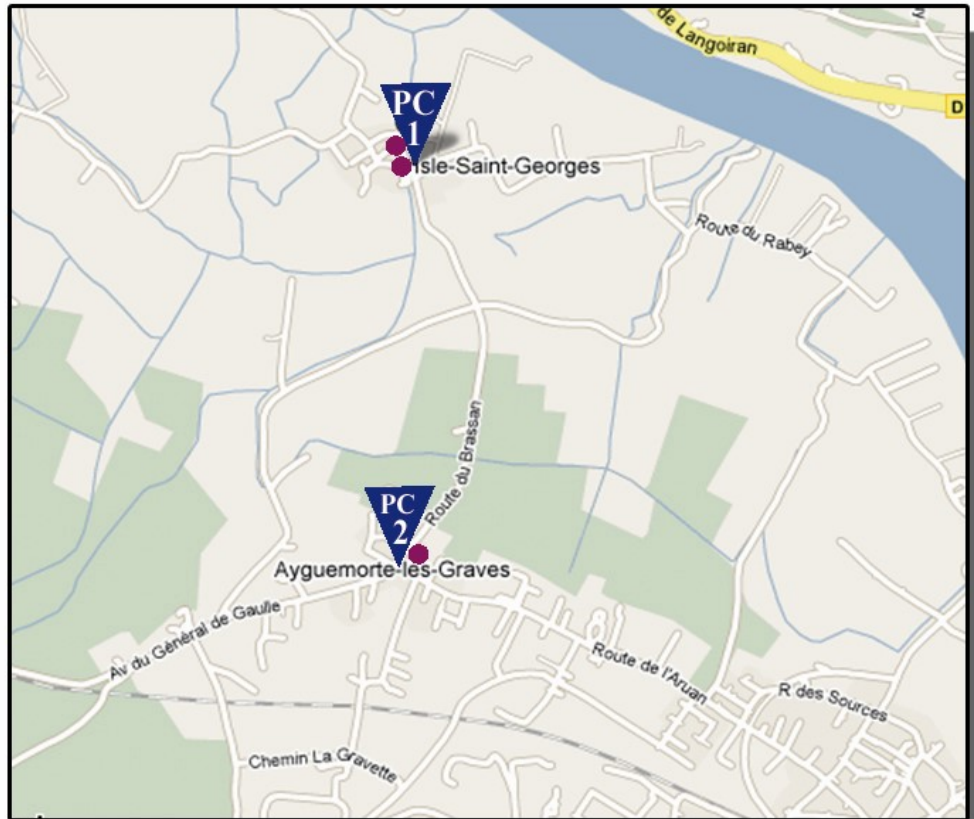 de Langoiran
D
PC
1
Isle-Saint-Georges
Route du Rabey
Route du Brassan
PC
2
Ayguemorte-les-Graves
Av du Général de Gaulle
Route de l'Aruan
R des Sources
Chemin La Gravette